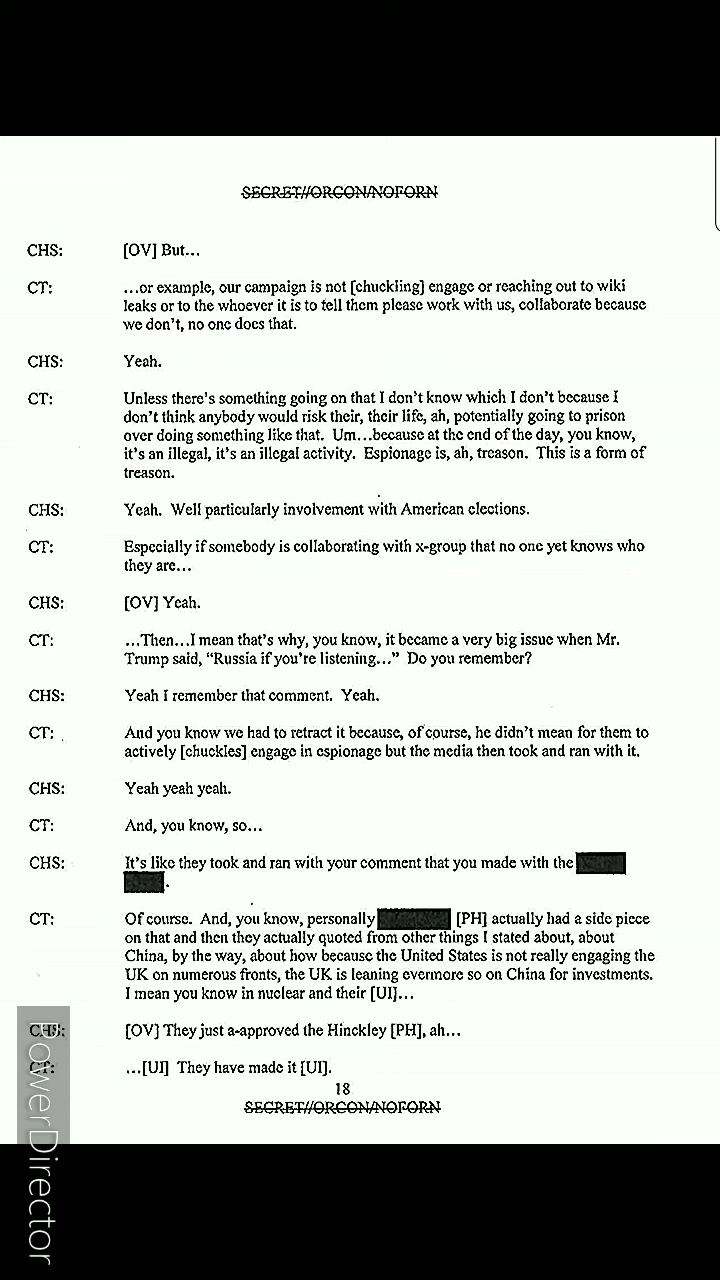 SECRET//ORCON/NOFORN
CHS: [OV] But...
CT: ...or example, our campaign is not [chuckling] engage or reaching out to wiki
leaks or to the whoever it is to tell them please work with us, collaborate because
we don't, no one does that.
CHS: Yeah.
CT: Unless there's something going on that I don't know which I don't because I
don't think anybody would risk their, their life, ah, potentially going to prison
over doing something like that. Um...because at the end of the day, you know,
it's an illegal, it's an illegal activity. Espionage is, ah, treason. This is a form of
treason.
CHS: Yeah. Well particularly involvement with American elections.
CT: Especially if somebody is collaborating with x-group that no one yet knows who
they are...
CHS: [OV] Yeah.
CT: ...Then...I mean that's why, you know, it became a very big issue when Mr.
Trump said, "Russia if you're listening..." Do you remember?
CHS: Yeah I remember that comment. Yeah.
CT: And you know we had to retract it because, of course, he didn't mean for them to
actively [chuckles] engage in espionage but the media then took and ran with it.
CHS: Yeah yeah yeah.
CT: And, you know, so...
CHS: It's like they took and ran with your comment that you made with the
.
CT: Of course. And, you know, personally [PH] actually had a side piece
on that and then they actually quoted from other things I stated about, about
China, by the way, about how because the United States is not really engaging the
UK on numerous fronts, the UK is leaning evermore so on China for investments.
I mean you know in nuclear and their [UI]...
CHS: [OV] They just a-approved the Hinckley [PH], ah...
CT: ...[UI] They have made it [UI].
18
SECRET//ORCON/NOFORN
PowerDirector